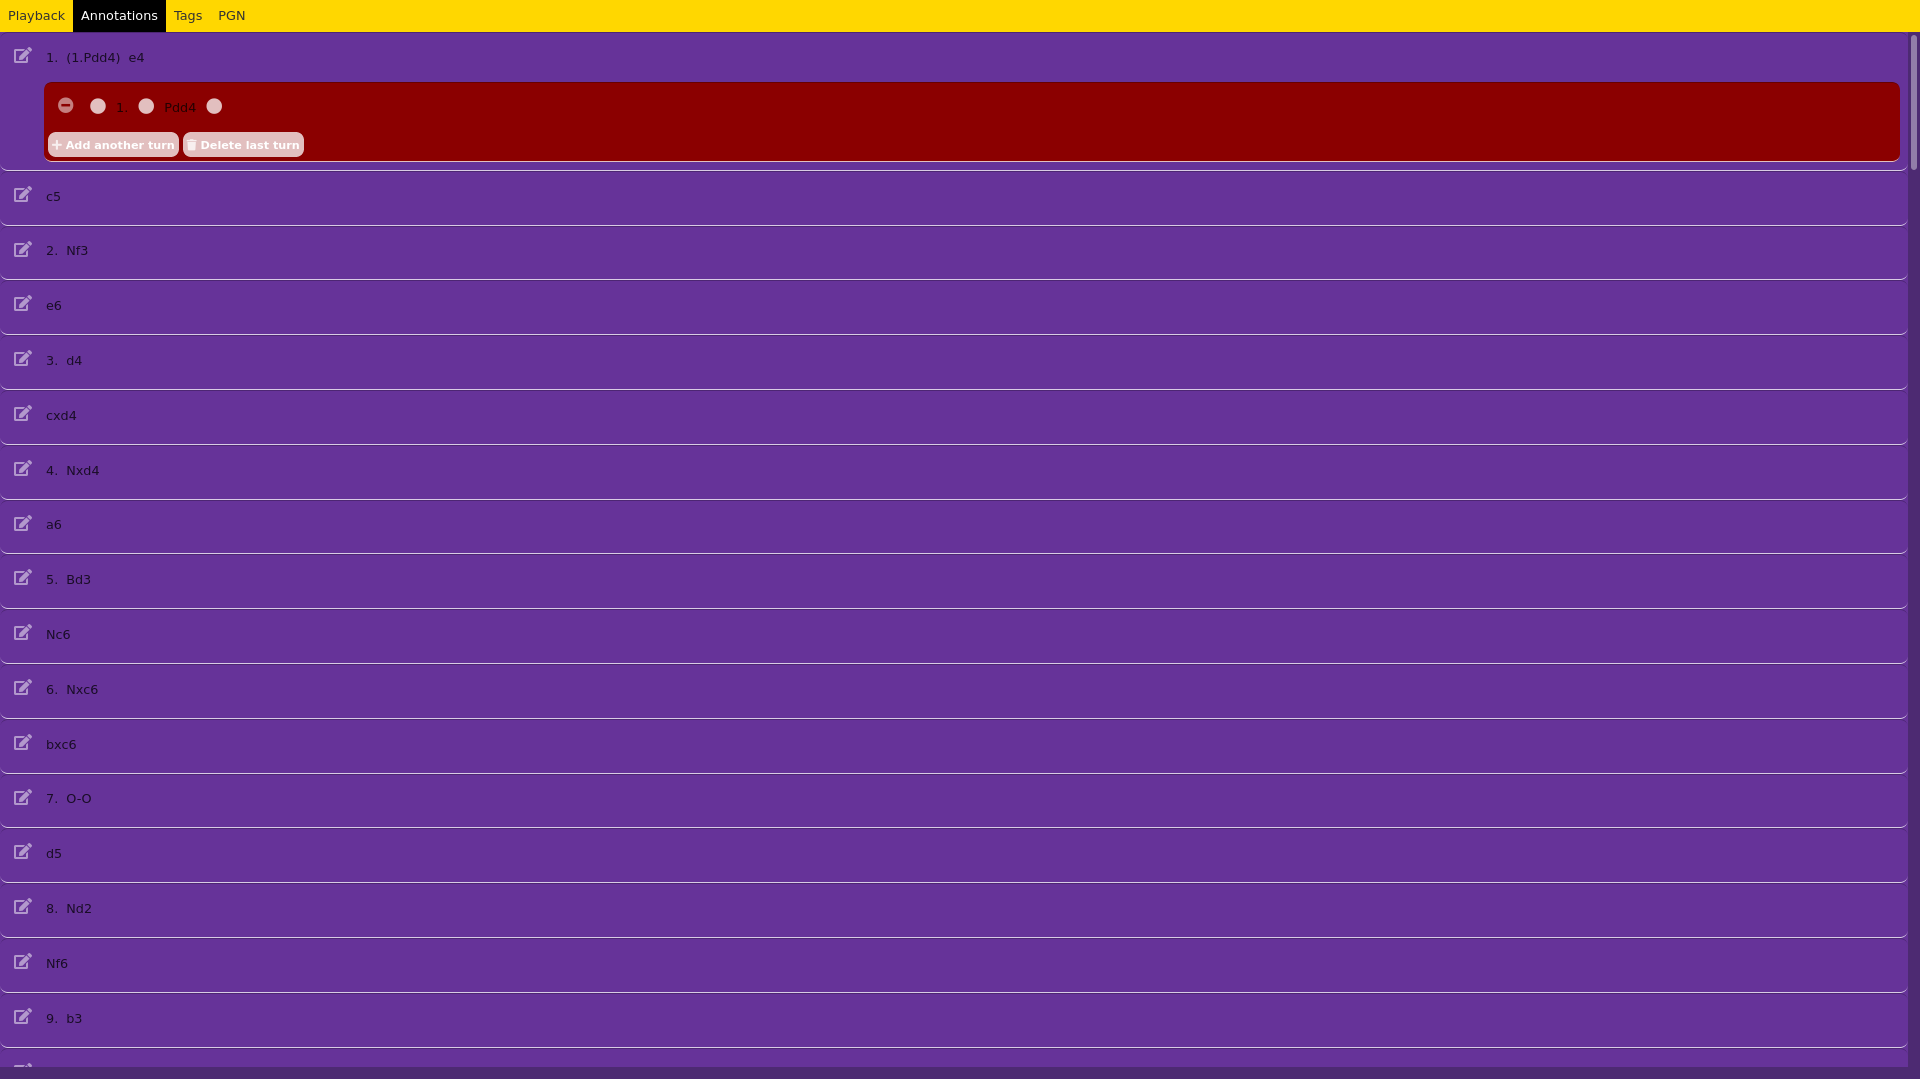 Playback Annotations Tags PGN
1. (1.Pdd4) e4
1. Pdd4
Add another turn Delete last turn
c5
2. Nf3
e6
3. d4
cxd4
4. Nxd4
a6
5. Bd3
Nc6
6. Nxc6
bxc6
7. O-O
d5
8. Nd2
Nf6
9. b3